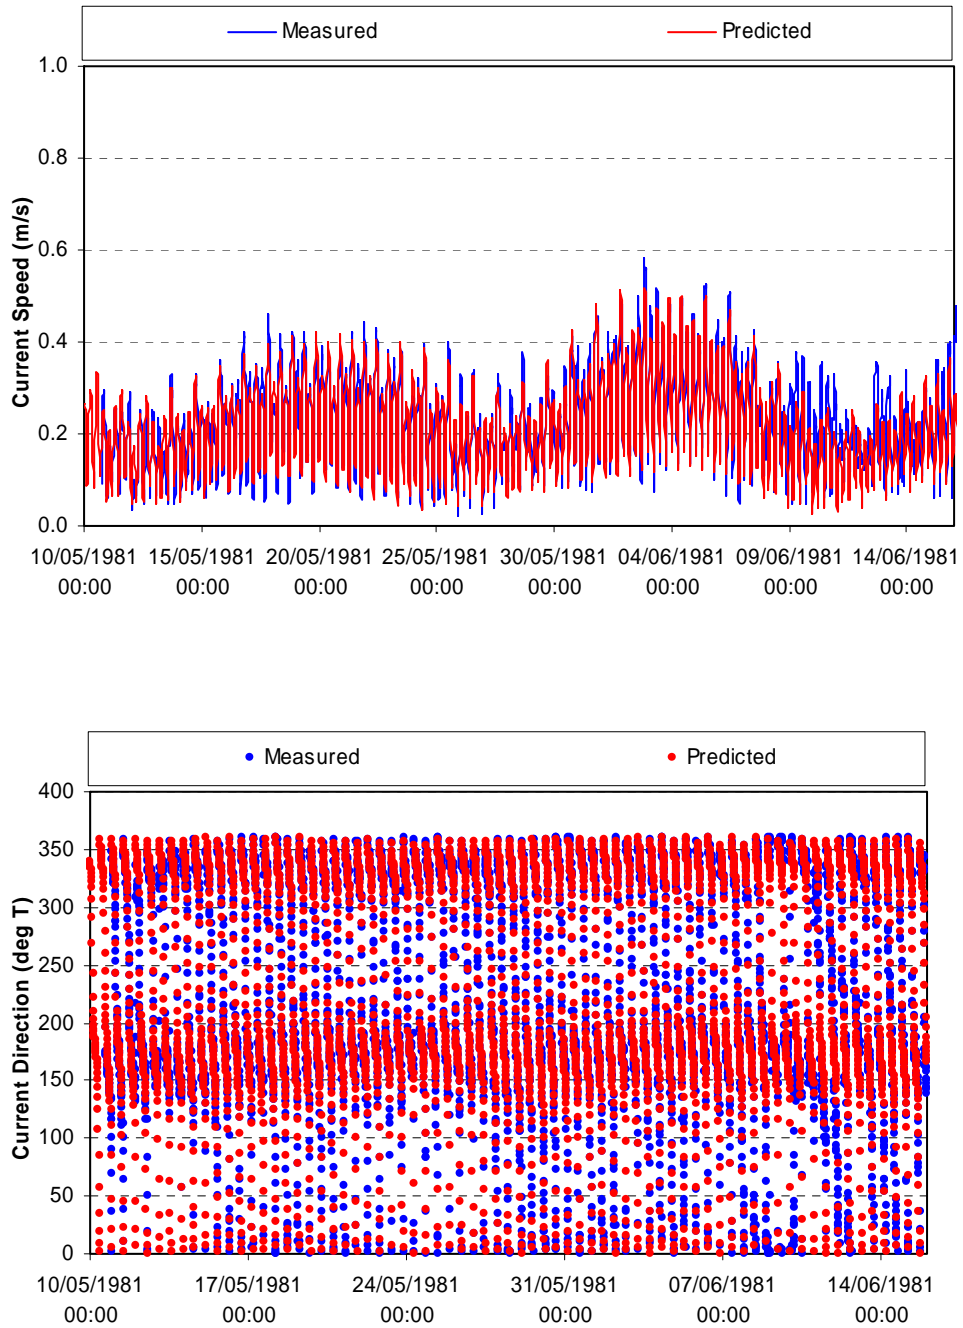 Measured Predicted
1.0
0.8
0.6
0.4
0.2
0.0
Current Speed (m/s)
10/05/1981 15/05/1981 20/05/1981 25/05/1981 30/05/1981 04/06/1981 09/06/1981 14/06/1981
00:00 00:00 00:00 00:00 00:00 00:00 00:00 00:00
Measured Predicted
400
350
300
250
200
150
100
50
0
Current Direction (deg T)
10/05/1981 17/05/1981 24/05/1981 31/05/1981 07/06/1981 14/06/1981
00:00 00:00 00:00 00:00 00:00 00:00